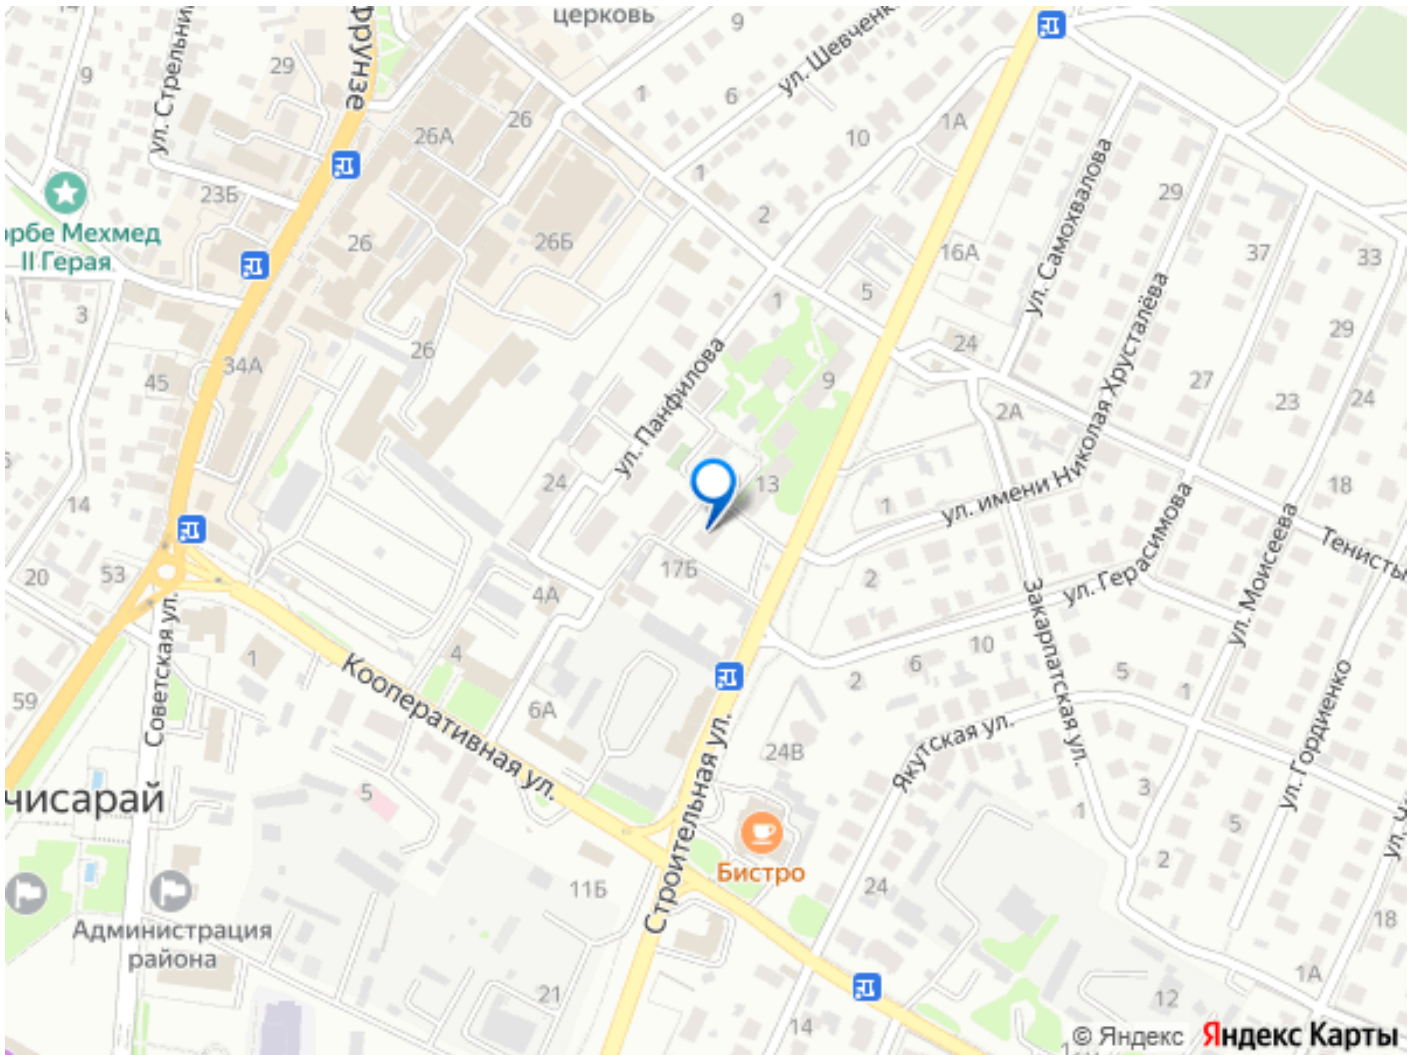 церковь
9
ул. Шевченк
фрунзе
ул. Стрельни
29
9
1
6
26
26А
10
1А
ул. Самохвалова
23Б
1
2
29
рбе Мехмед
II Герая
26
26Б
16А
37
33
3
5
1
ул. имени Николая Хрусталёва
29
34А
26
45
24
9
27
23
24
2А
ул. Панфилова
14
24
13
18
1
ул. Герасимова
ул. Моисеева
Тенисты
20
53
17Б
2
4А
Закарпатская ул.
Советская ул.
1
4
10
6
5
1
2
59
6А
Кооперативная ул.
24В
Якутская ул.
ул. Гордиенко
чисарай
5
Строительная ул.
3
1
5
ул. Ч
Бистро
2
11Б
24
18
Администрация
района
21
1А
12
14
© Яндекс Яндекс Карты